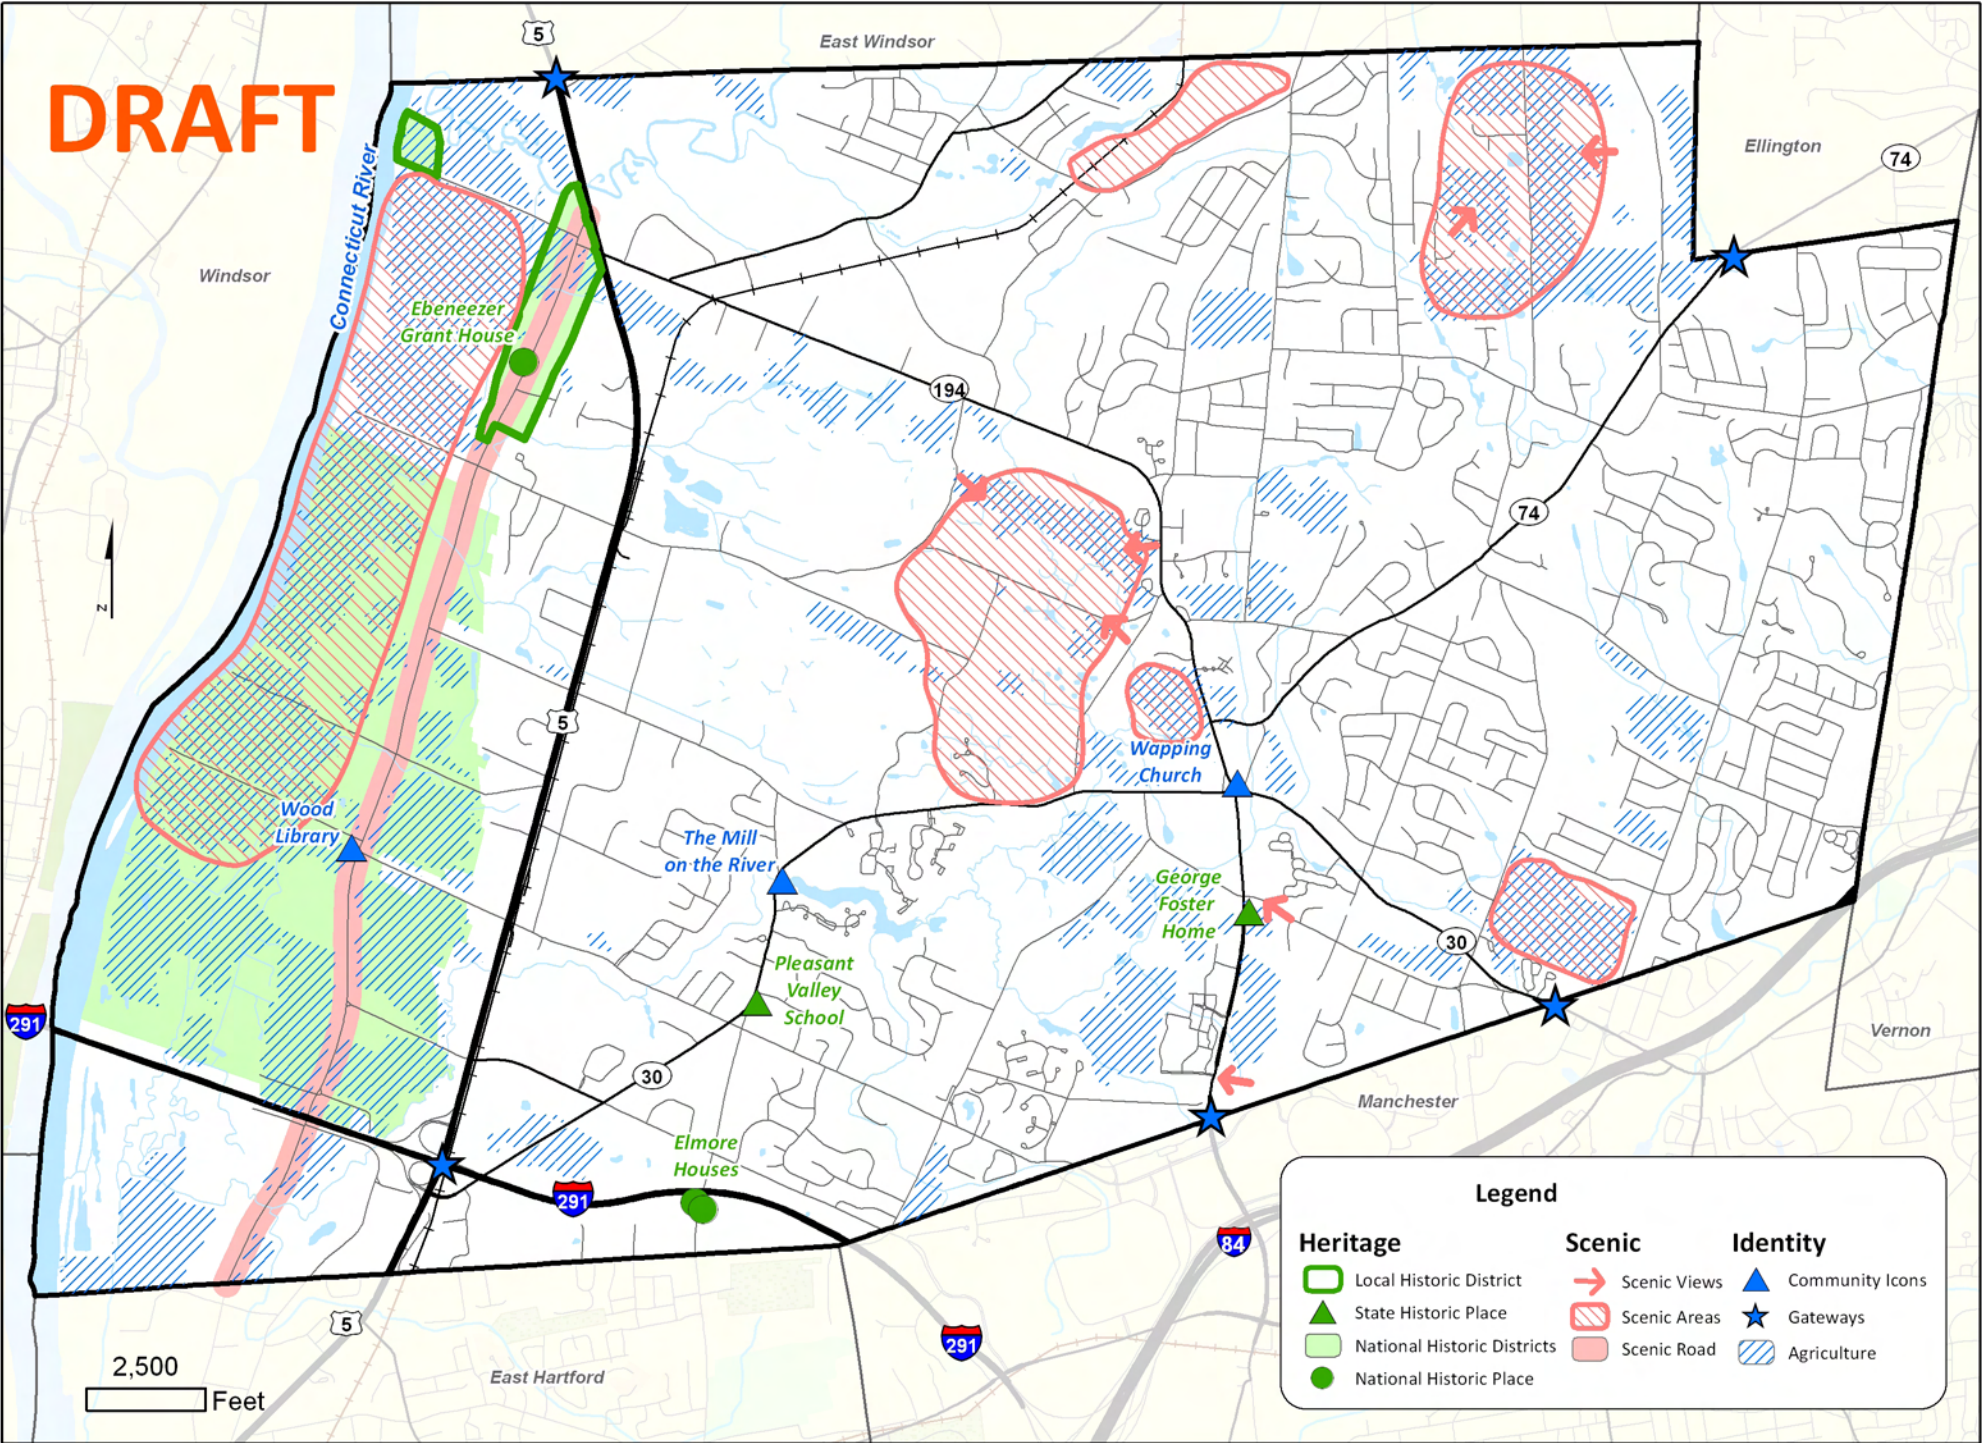 5
East Windsor
DRAFT
Ellington
74
Connecticut River
Windsor
Ebeneezer
Grant House
194
74
z
5
Wapping
Church
Wood
Library
The Mill
on the River
George
Foster
Home
30
Pleasant
Valley
School
291
Vernon
30
Manchester
Elmore
Houses
291
84
5
291
East Hartford
2,500
Feet
Legend
Heritage
Local Historic District
State Historic Place
National Historic Districts
National Historic Place
Scenic
Scenic Views
Scenic Areas
Scenic Road
Identity
Community Icons
Gateways
Agriculture